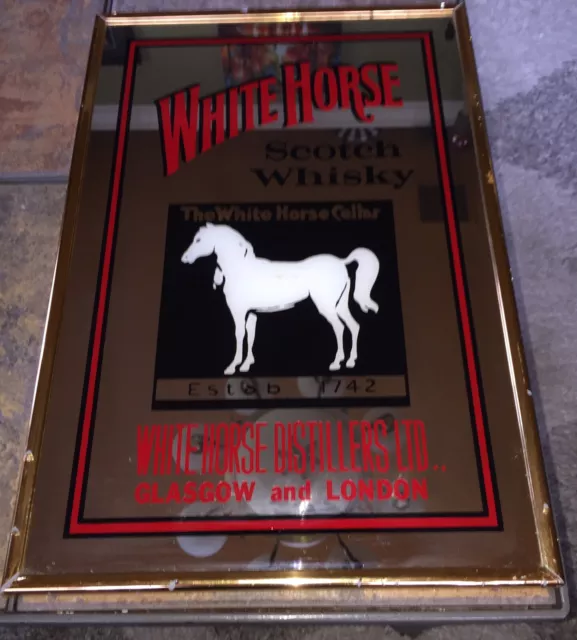 WHITE HORSE
Scotch
Whisky
The White Horse Cellar
Estab 1742
WHITE HORSE DISTILLERS LTD..
GLASGOW and LONDON